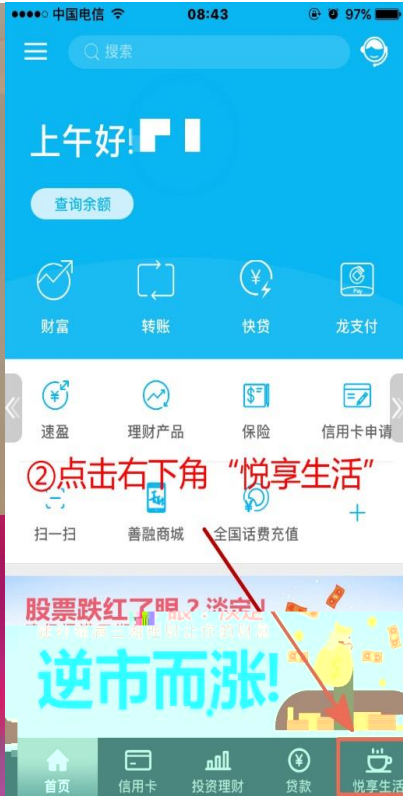 中国电信
08:43
97%
搜索
上午好!
查询余额
财富
转账
快贷
龙支付
Pay
速盈
理财产品
保险
信用卡申请
②点击右下角“悦享生活”
扫一扫
善融商城
全国话费充值
股票跌红了眼?淡定!
逆市而涨!
首页
信用卡
投资理财
贷款
悦享生活